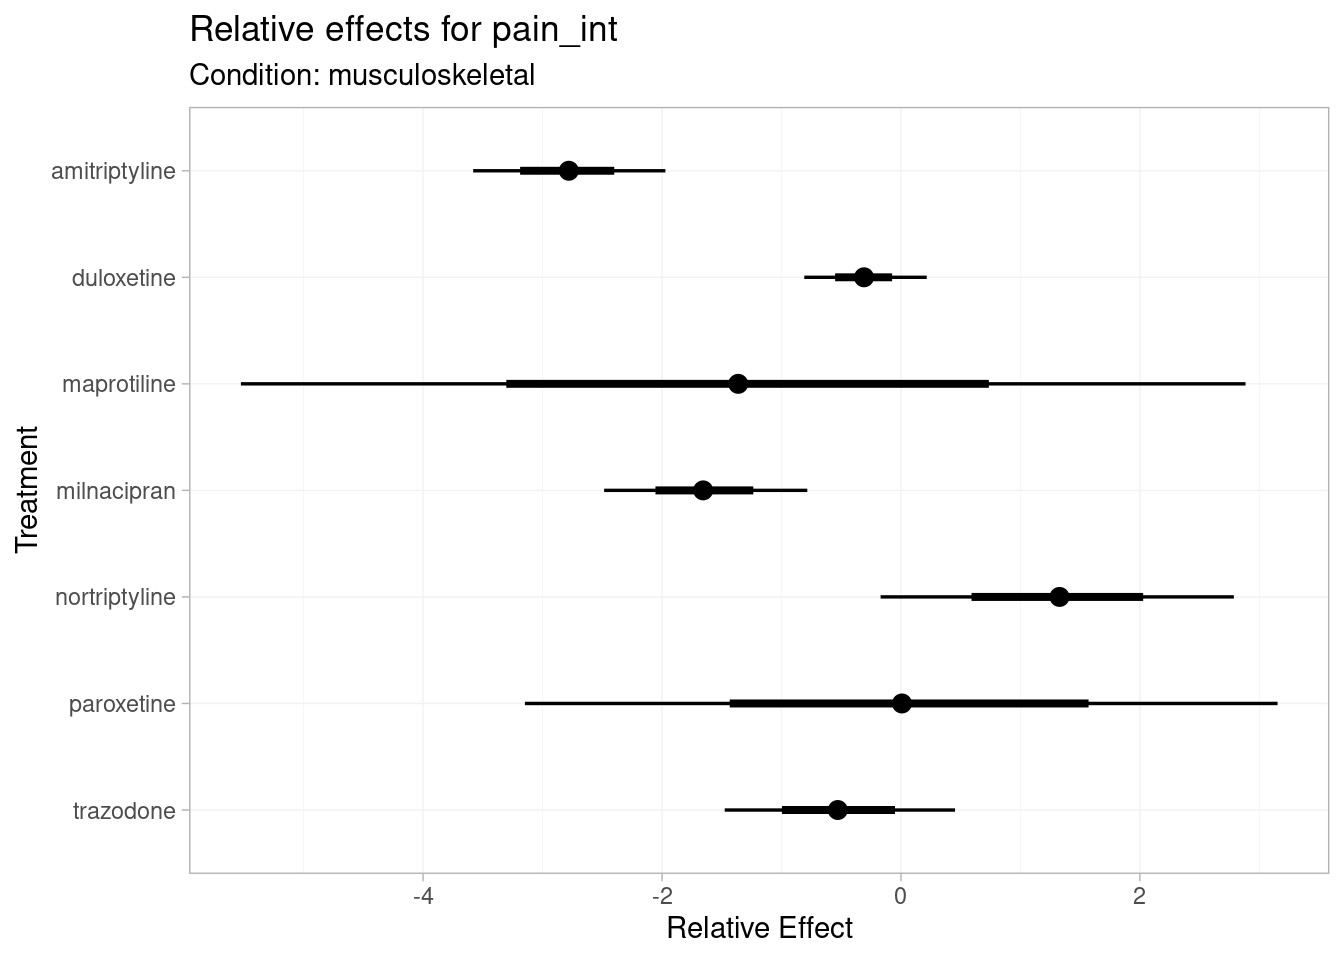 Relative effects for pain_int
Condition: musculoskeletal
amitriptyline
duloxetine
maprotiline
milnacipran
nortriptyline
paroxetine
trazodone
Treatment
-4
-2
0
2
Relative Effect